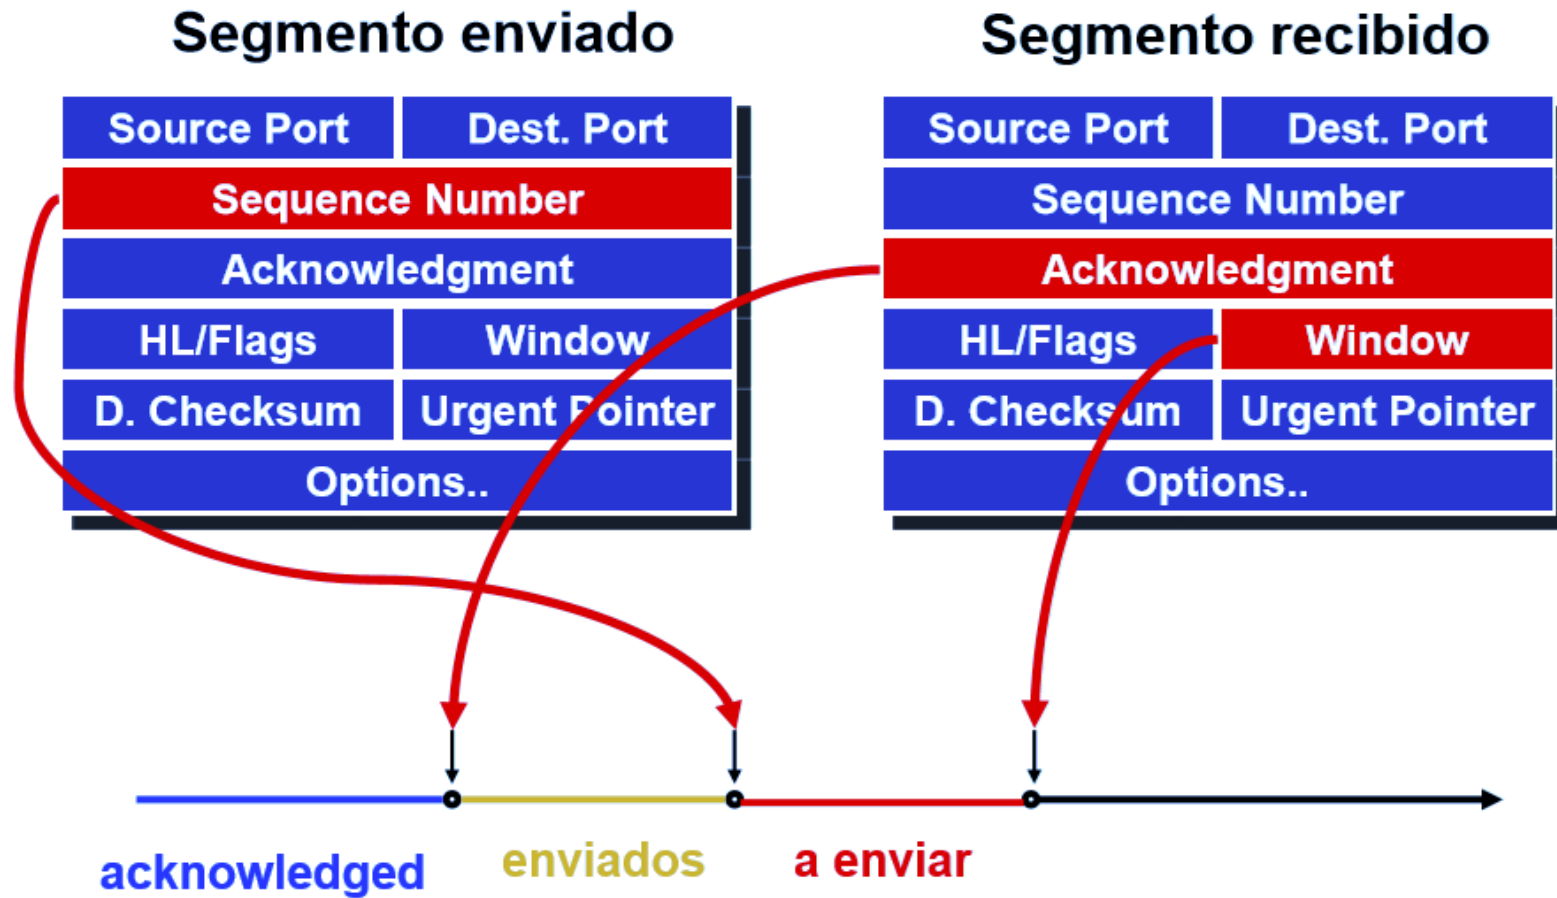 Segmento enviado
Segmento recibido
Source Port
Dest. Port
Sequence Number
Acknowledgment
HL/Flags
Window
D. Checksum
Urgent Pointer
Options..
Source Port
Dest. Port
Sequence Number
Acknowledgment
HL/Flags
Window
D. Checksum
Urgent Pointer
Options..
acknowledged
enviados
a enviar